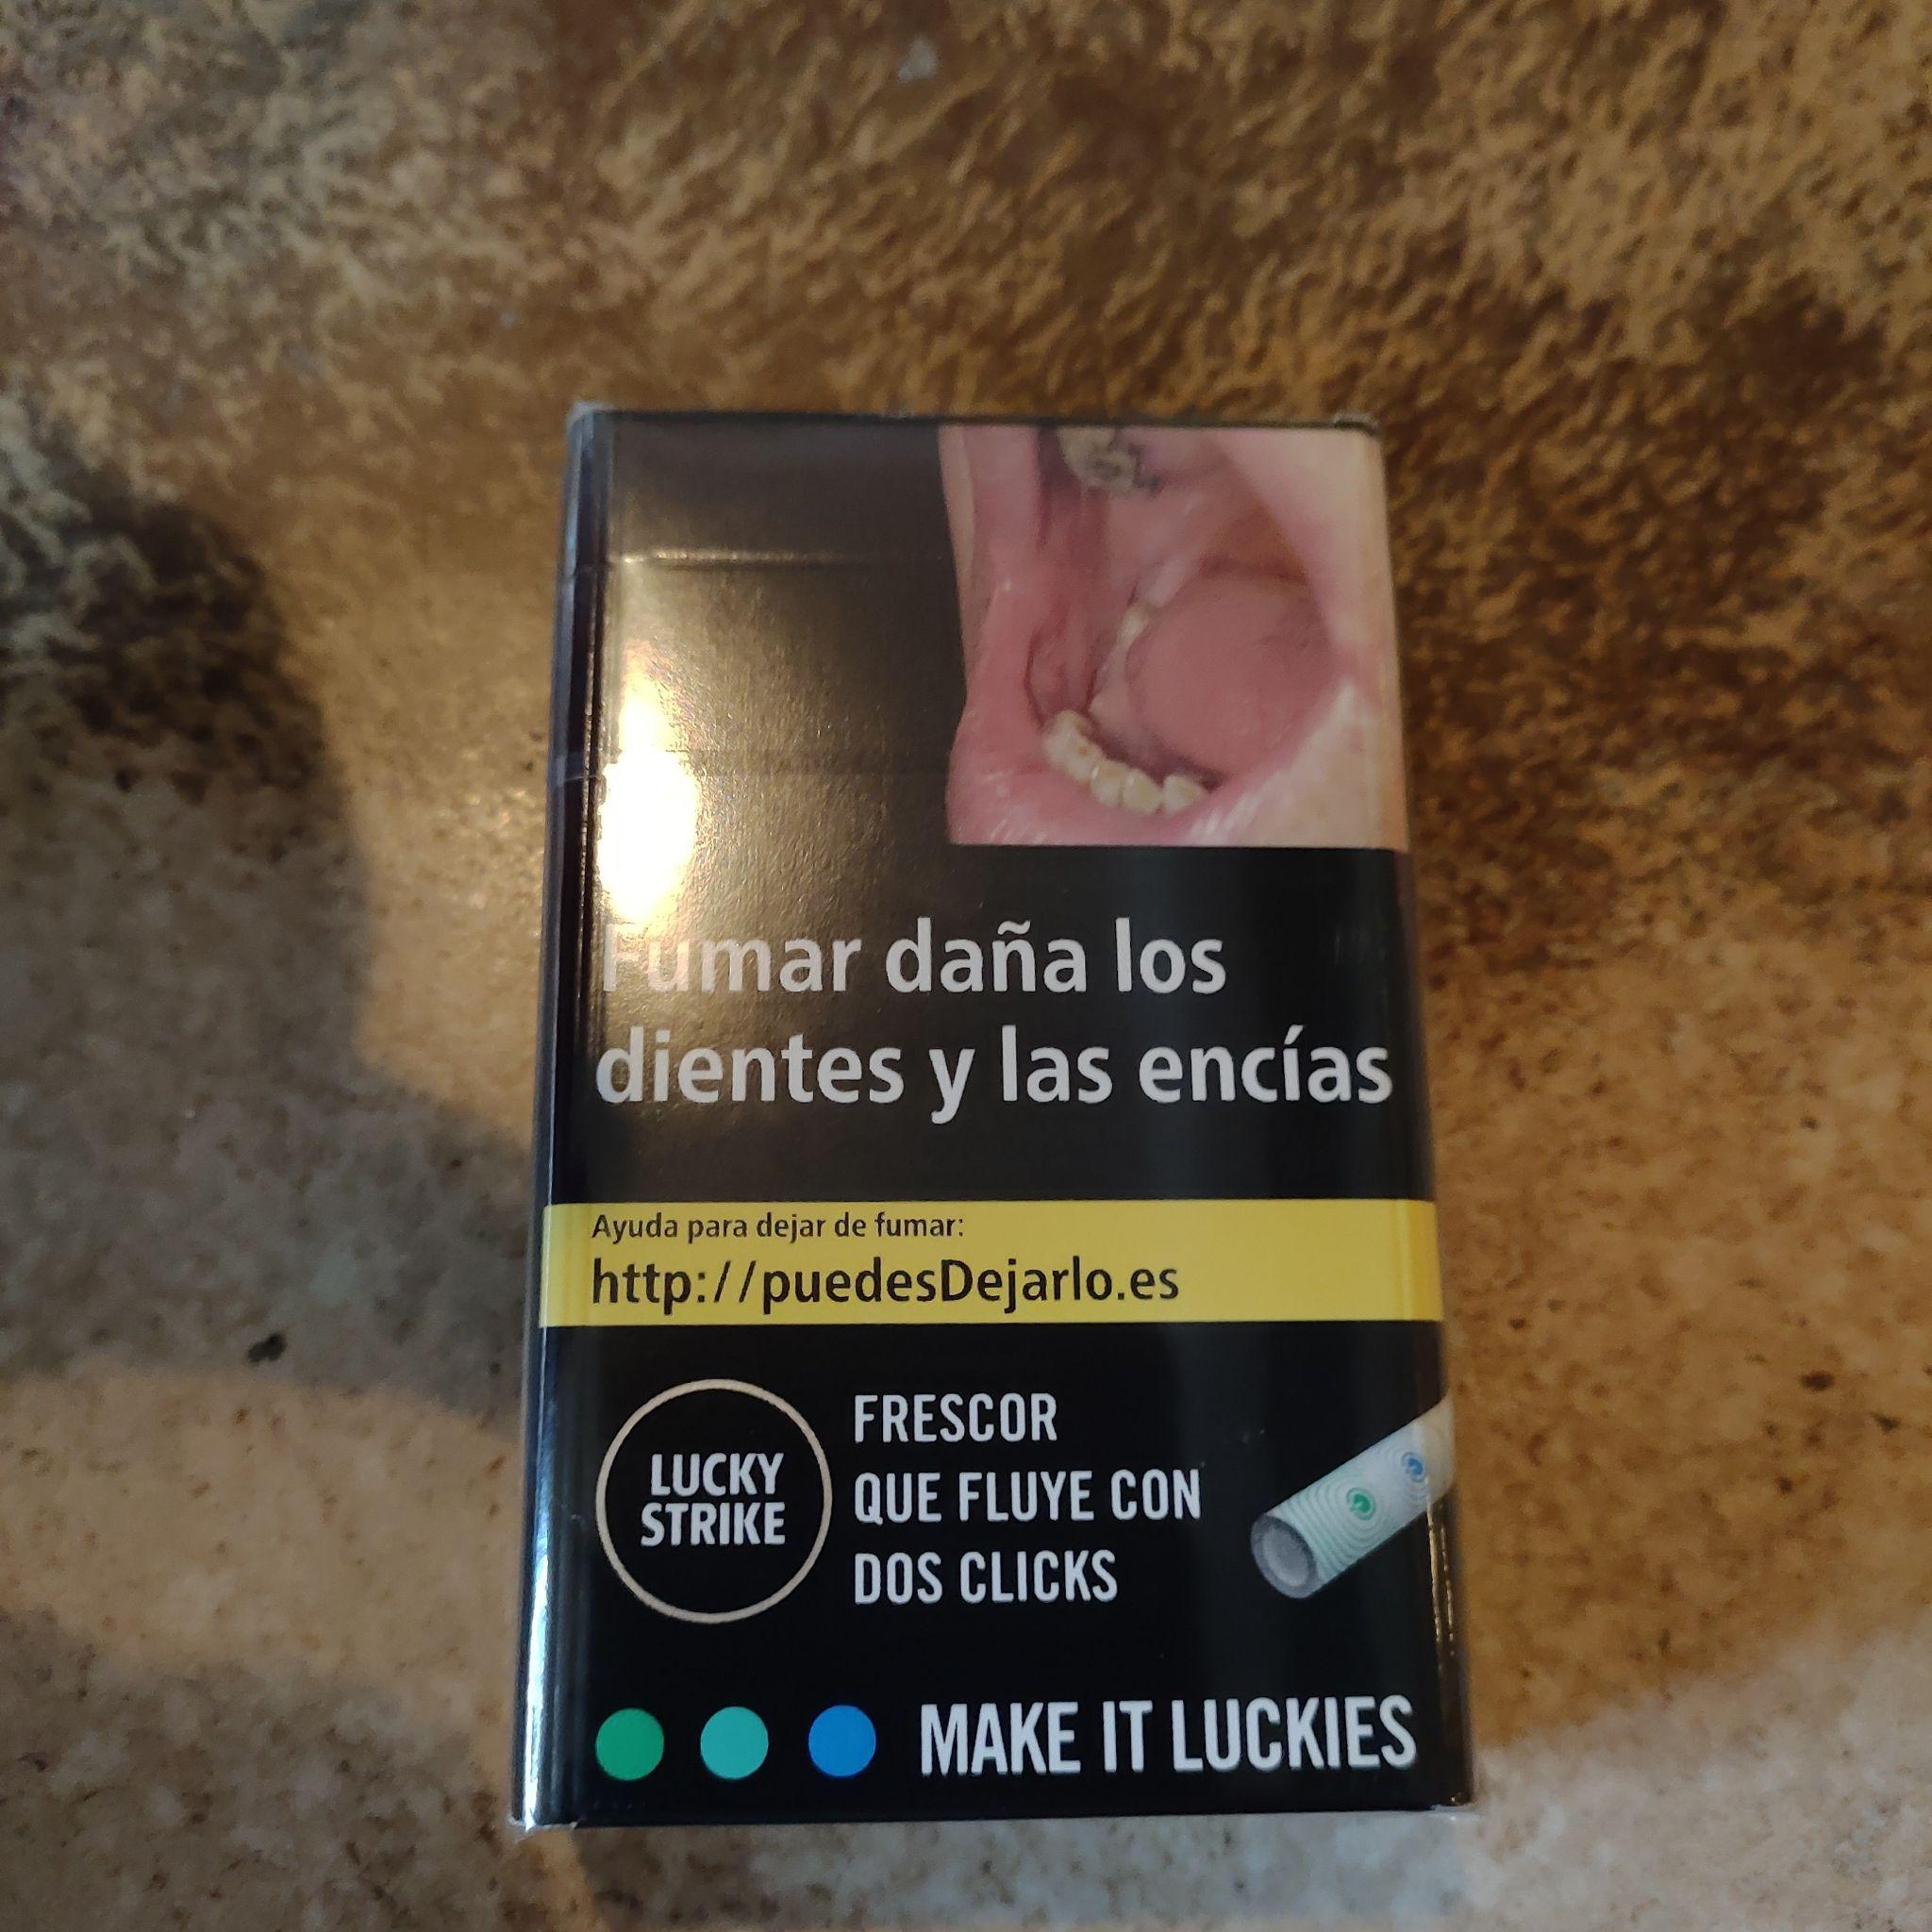 Fumar daña los
dientes y las encías
Ayuda para dejar de fumar:
http://puedesDejarlo.es
LUCKY
STRIKE
FRESCOR
QUE FLUYE CON
DOS CLICKS
MAKE IT LUCKIES